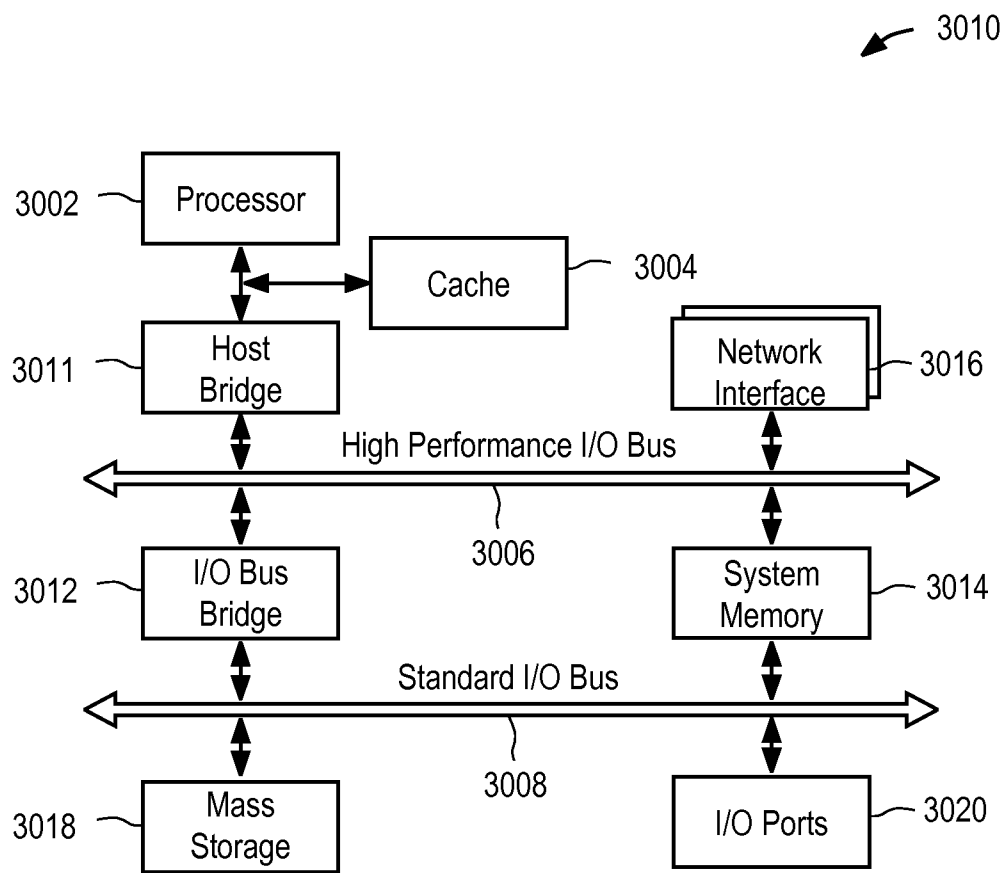 3010
3002
Processor
Cache
3004
3011
Host
Bridge
Network
Interface
3016
High Performance I/O Bus
3006
3012
I/O Bus
Bridge
System
Memory
3014
Standard I/O Bus
3008
3018
Mass
Storage
I/O Ports
3020